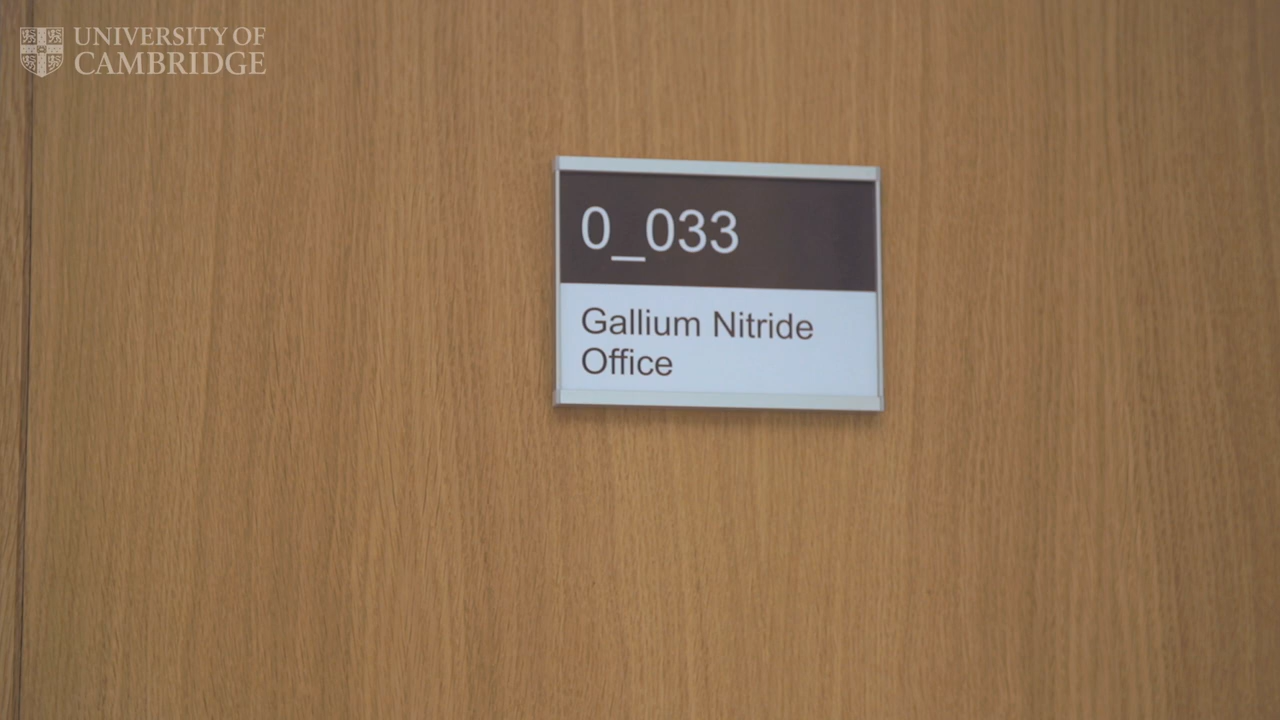 UNIVERSITY OF
CAMBRIDGE
0_033
Gallium Nitride
Office